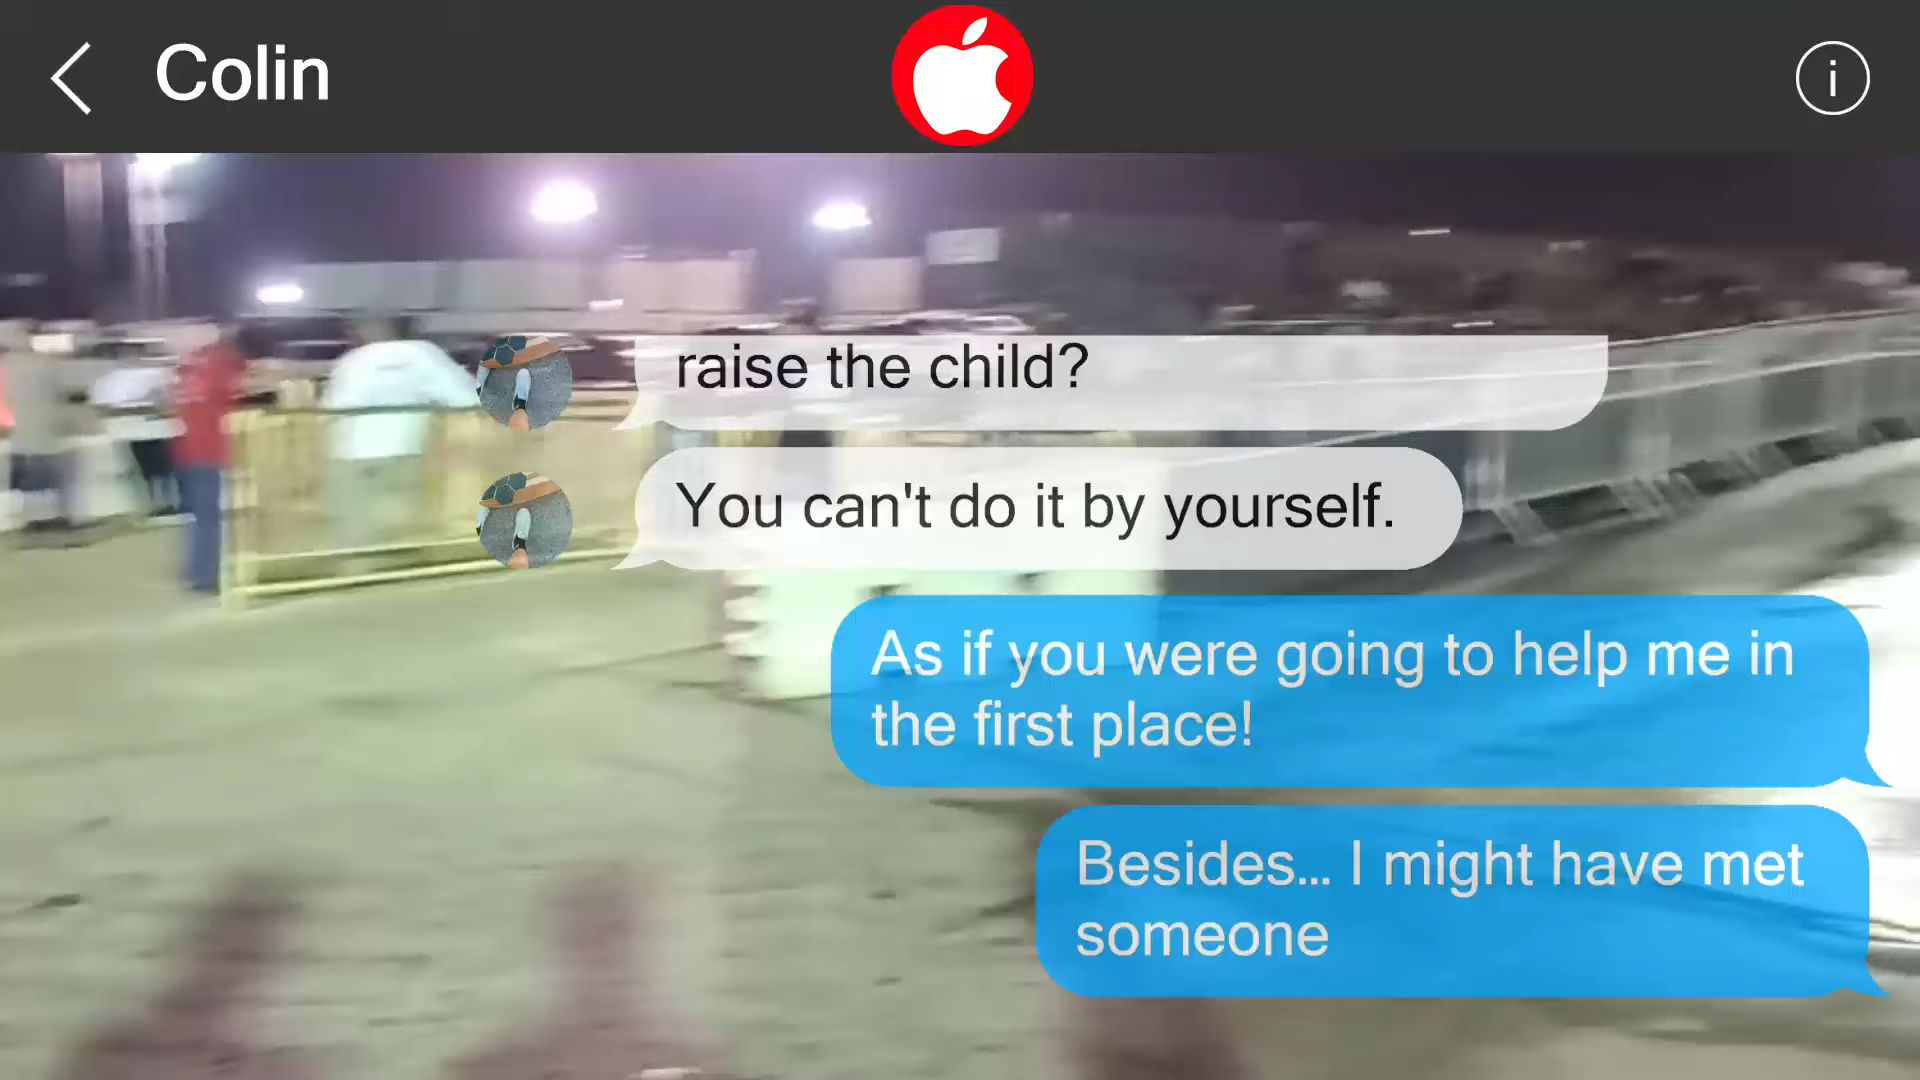 Colin
i
raise the child?
You can't do it by yourself.
As if you were going to help me in
the first place!
Besides... I might have met
someone